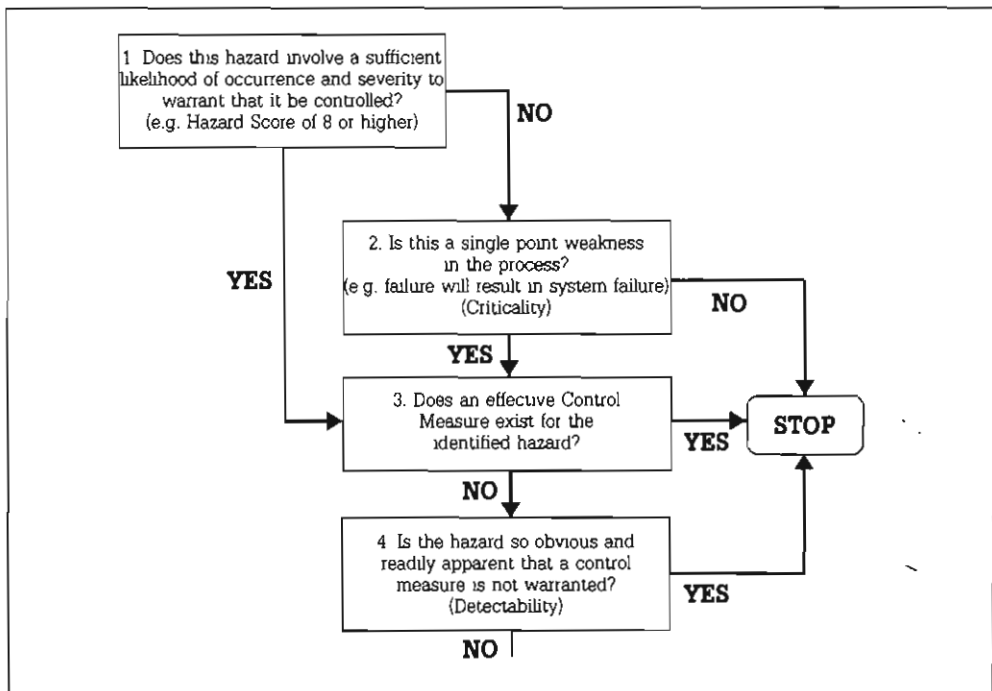 1 Does this hazard involve a sufficient
likelihood of occurrence and severity to
warrant that it be controlled?
(e.g. Hazard Score of 8 or higher)
NO
YES
2. Is this a single point weakness
in the process?
(e g. failure will result in system failure)
(Criticality)
NO
YES
3. Does an effective Control
Measure exist for the
identified hazard?
YES
STOP
NO
4 Is the hazard so obvious and
readily apparent that a control
measure is not warranted?
(Detectability)
YES
NO